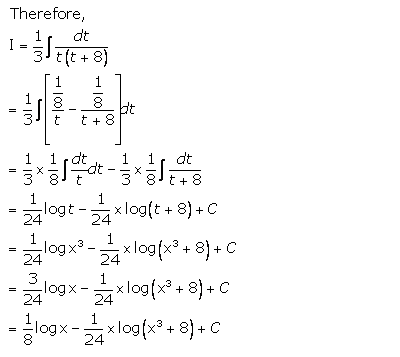 Therefore,
I = 1/3 ∫ dt/(t(t + 8))
= 1/3 ∫ [ (1/8)/t − (1/8)/(t + 8) ] dt
= 1/3 × 1/8 ∫ dt/t dt − 1/3 × 1/8 ∫ dt/(t + 8)
= 1/24 log t − 1/24 × log(t + 8) + C
= 1/24 log x³ − 1/24 × log(x³ + 8) + C
= 3/24 log x − 1/24 × log(x³ + 8) + C
= 1/8 log x − 1/24 × log(x³ + 8) + C